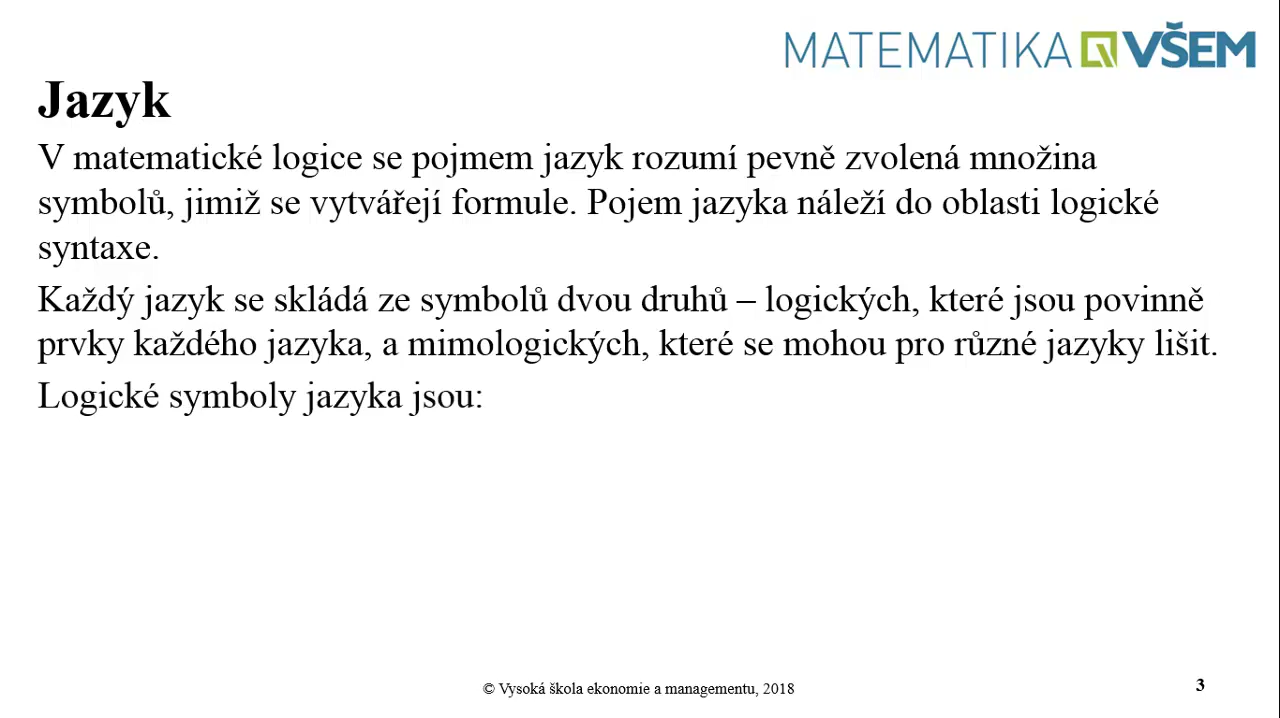 MATEMATIKA VŠEM
Jazyk
V matematické logice se pojmem jazyk rozumí pevně zvolená množina
symbolů, jimiž se vytvářejí formule. Pojem jazyka náleží do oblasti logické
syntaxe.
Každý jazyk se skládá ze symbolů dvou druhů – logických, které jsou povinně
prvky každého jazyka, a mimologických, které se mohou pro různé jazyky lišit.
Logické symboly jazyka jsou:
© Vysoká škola ekonomie a managementu, 2018
3